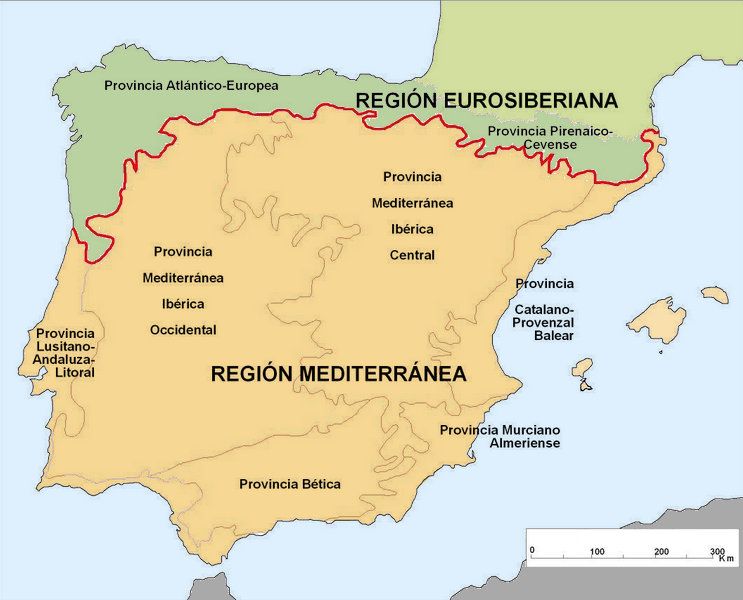 Provincia Atlántico-Europea
REGIÓN EUROSIBERIANA
Provincia Pirenaico-
Cevense
Provincia
Mediterránea
Ibérica
Central
Provincia
Mediterránea
Ibérica
Occidental
Provincia
Catalano-
Provenzal
Balear
Provincia
Lusitano-
Andaluza-
Litoral
REGIÓN MEDITERRÁNEA
Provincia Murciano
Almeriense
Provincia Bética
0 100 200 300
Km